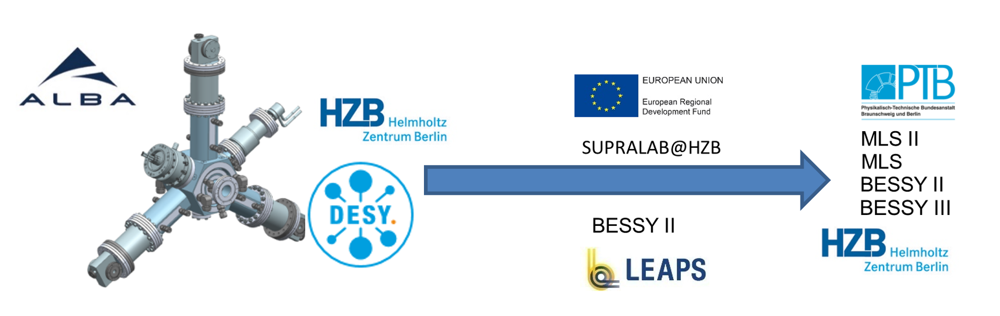 ALBA
HZB Helmholtz
Zentrum Berlin
DESY.
EUROPEAN UNION
European Regional
Development Fund
SUPRALAB@HZB
BESSY II
LEAPS
PTB
Physikalisch-Technische Bundesanstalt
Braunschweig und Berlin
MLS II
MLS
BESSY II
BESSY III
HZB Helmholtz
Zentrum Berlin